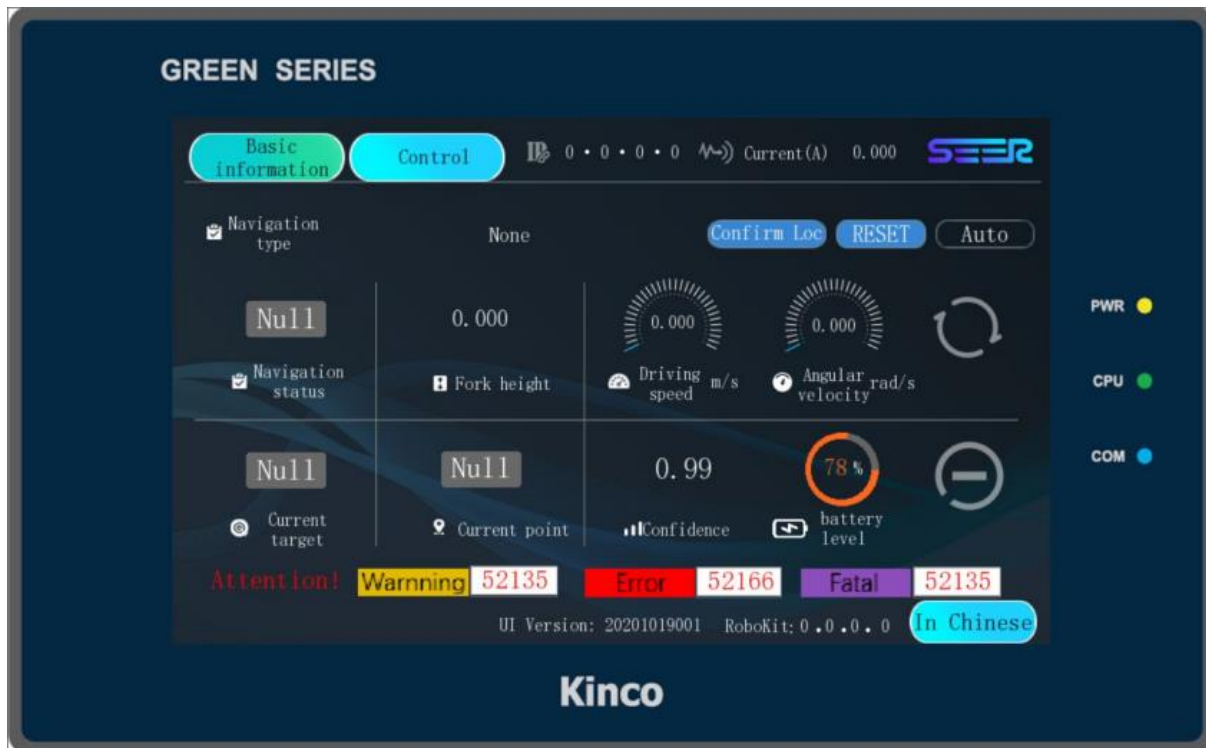 GREEN SERIES
Basic information
Control
0 • 0 • 0 • 0
Current(A) 0.000
SEER
Navigation type
None
Confirm Loc
RESET
Auto
Null
0.000
0.000
0.000
PWR
Navigation status
Fork height
Driving speed m/s
Angular velocity rad/s
CPU
Null
Null
0.99
78 %
COM
Current target
Current point
Confidence
battery level
Attention!
Warnning 52135
Error 52166
Fatal 52135
UI Version: 20201019001
RoboKit: 0.0.0.0
In Chinese
Kinco